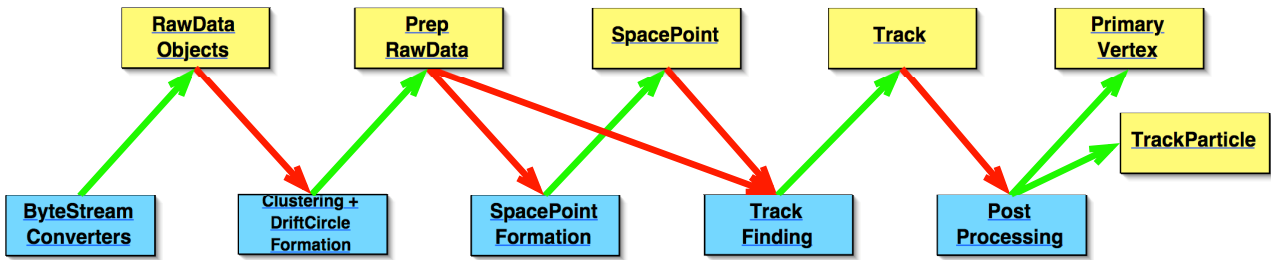 RawData
Objects
Prep
RawData
SpacePoint
Track
Primary
Vertex
TrackParticle
ByteStream
Converters
Clustering +
DriftCircle
Formation
SpacePoint
Formation
Track
Finding
Post
Processing